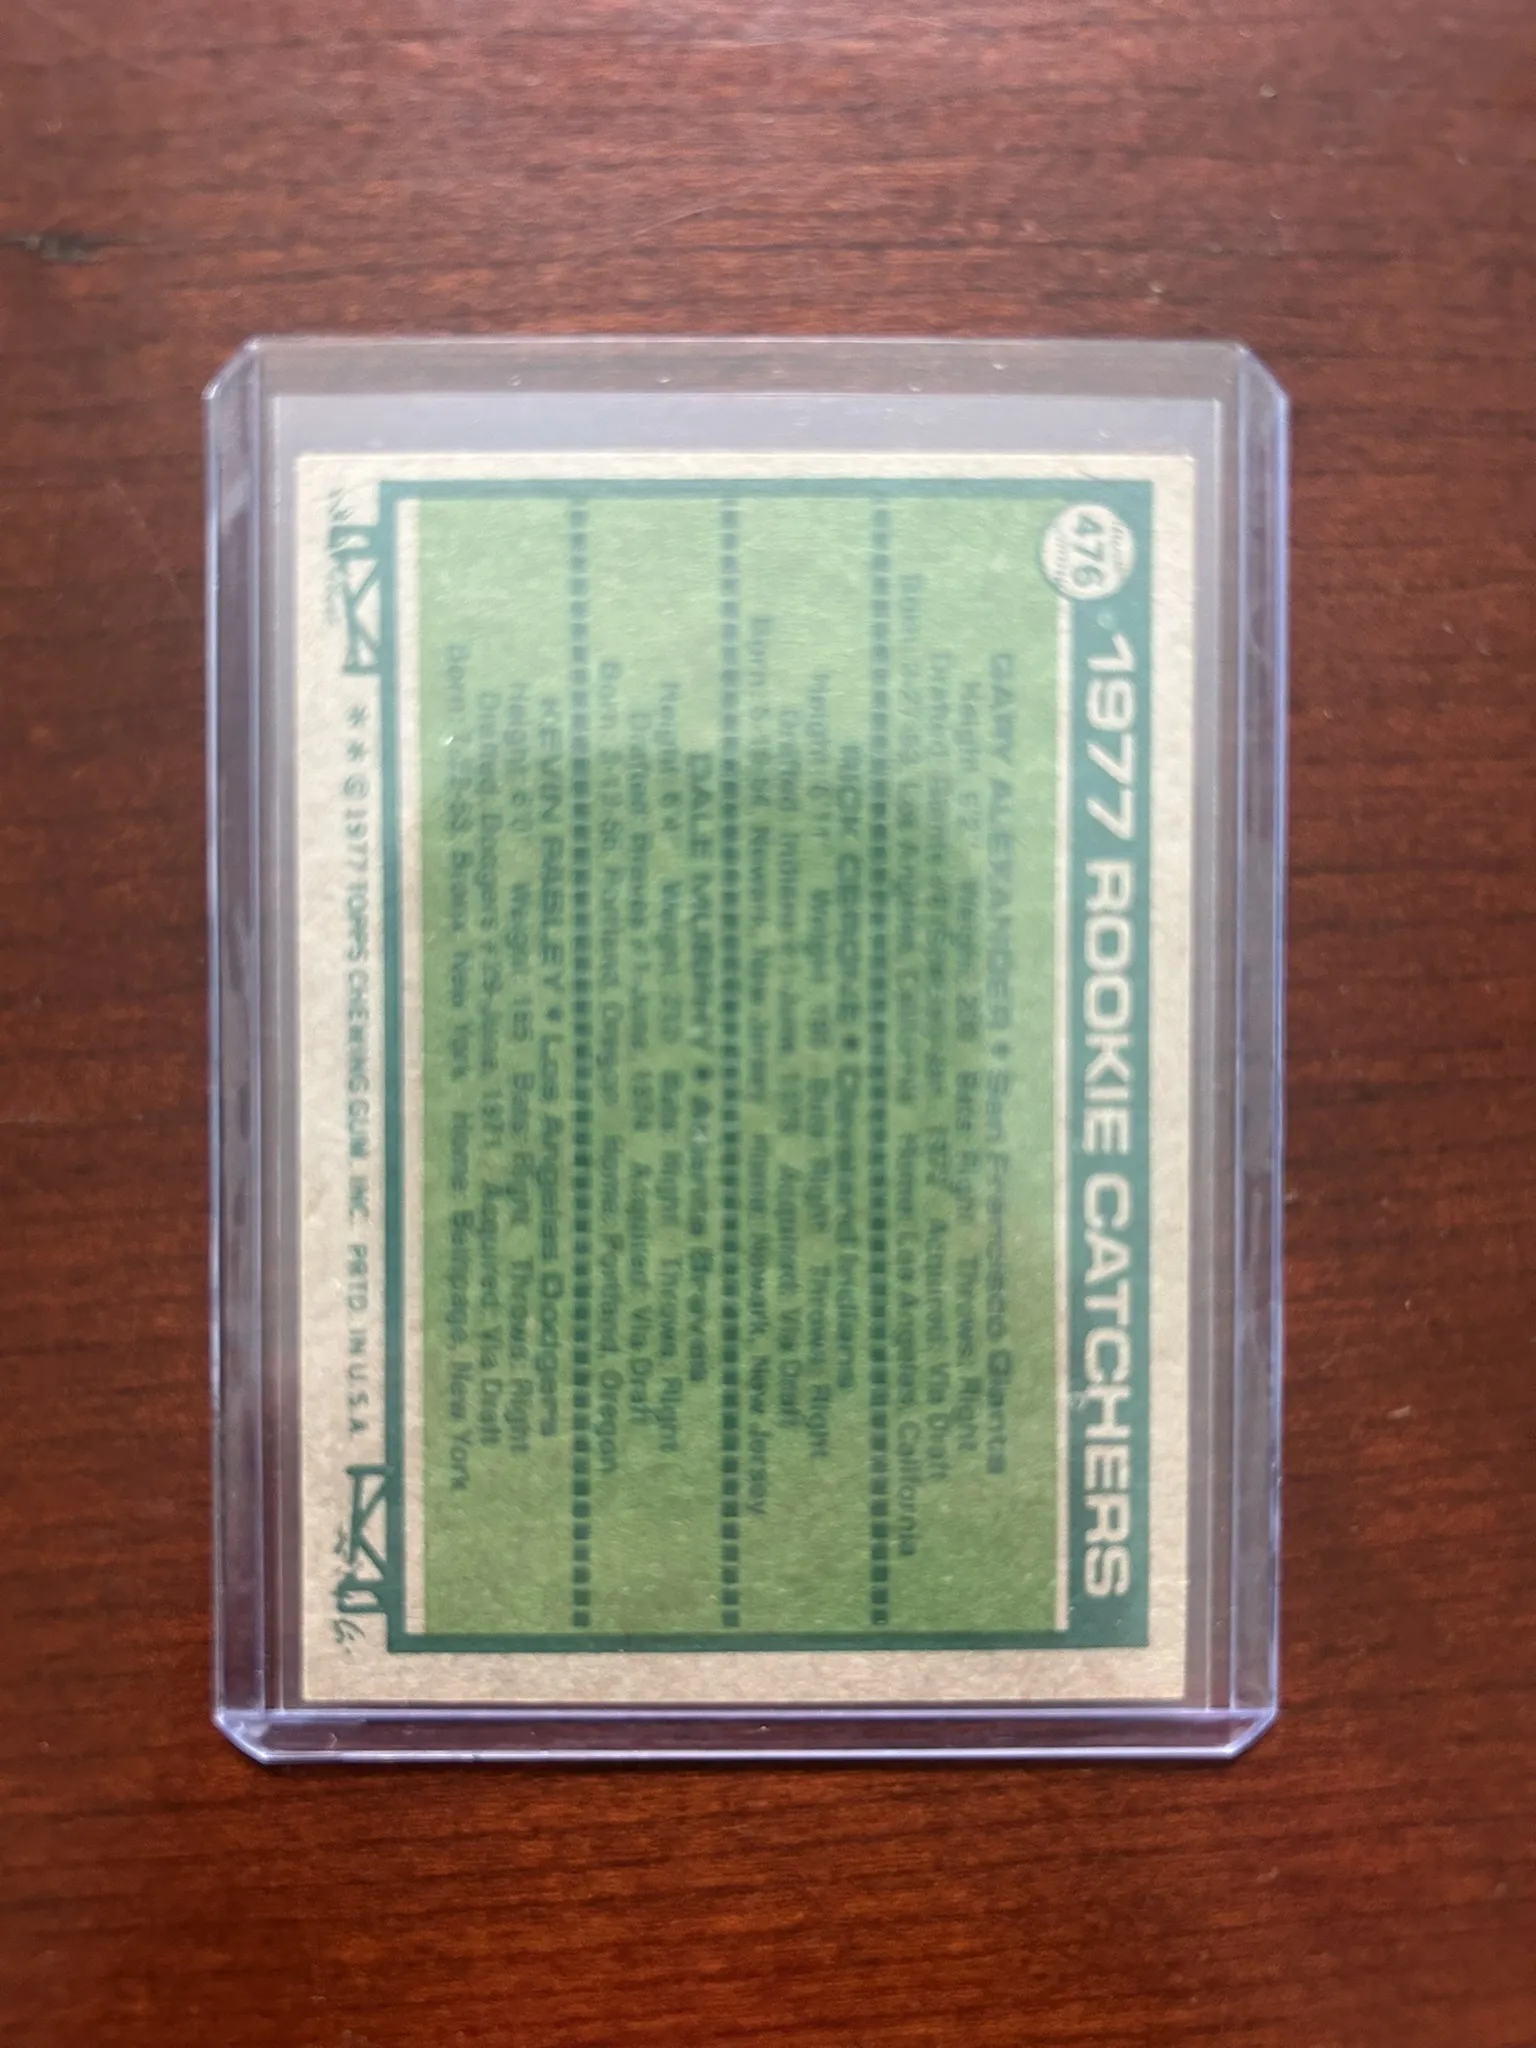 476
1977 ROOKIE CATCHERS
GARY ALEXANDER ♦ San Francisco Giants
Height: 6'2" Weight: 200 Bats: Right Throws: Right
Drafted Acquired: Via Draft
Los Angeles, California Home: Los Angeles, California
RICK CERONE ♦ Cleveland Indians
Height: 5'11" Weight: Bats: Right Throws: Right
Drafted Indians June 1975 Acquired: Via Draft
Newark, New Jersey Home: Newark, New Jersey
DALE MURPHY ♦ Atlanta Braves
Height: 6'4" Weight: 210 Bats: Right Throws: Right
Drafted Braves #1-June, 1974 Acquired: Via Draft
Born: Portland, Oregon Home: Portland, Oregon
KEVIN PASLEY ♦ Los Angeles Dodgers
Height: 6'0" Weight: 185 Bats: Right Throws: Right
Drafted Dodgers 1971 Acquired: Via Draft
Born: Bronx, New York Home: Bethpage, New York
* * © 1977 TOPPS CHEWING GUM, INC. PRTD. IN U.S.A.